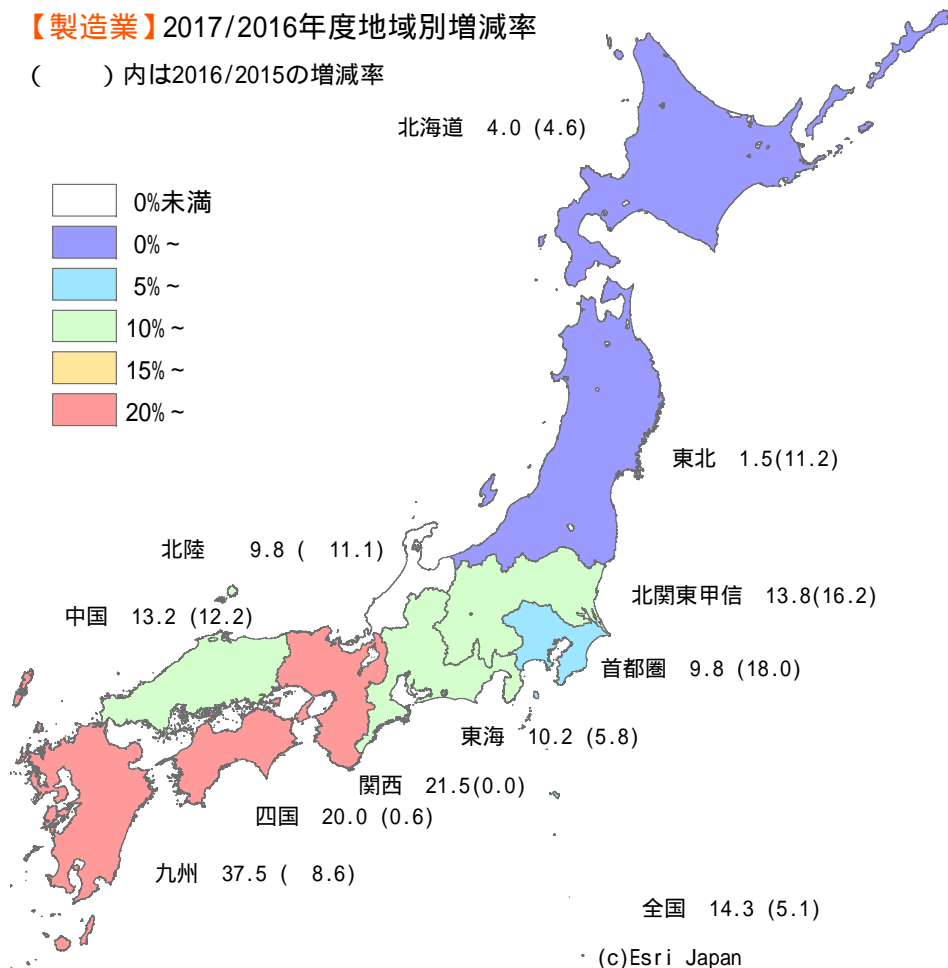 【製造業】2017/2016年度地域別増減率
(　　) 内は2016/2015の増減率
北海道 4.0 (4.6)
0%未満
0%~
5%~
10%~
15%~
20%~
東北 1.5(11.2)
北陸 9.8 ( 11.1)
北関東甲信 13.8(16.2)
中国 13.2 (12.2)
首都圏 9.8 (18.0)
東海 10.2 (5.8)
関西 21.5(0.0)
四国 20.0 (0.6)
九州 37.5 ( 8.6)
全国 14.3 (5.1)
(c)Esri Japan